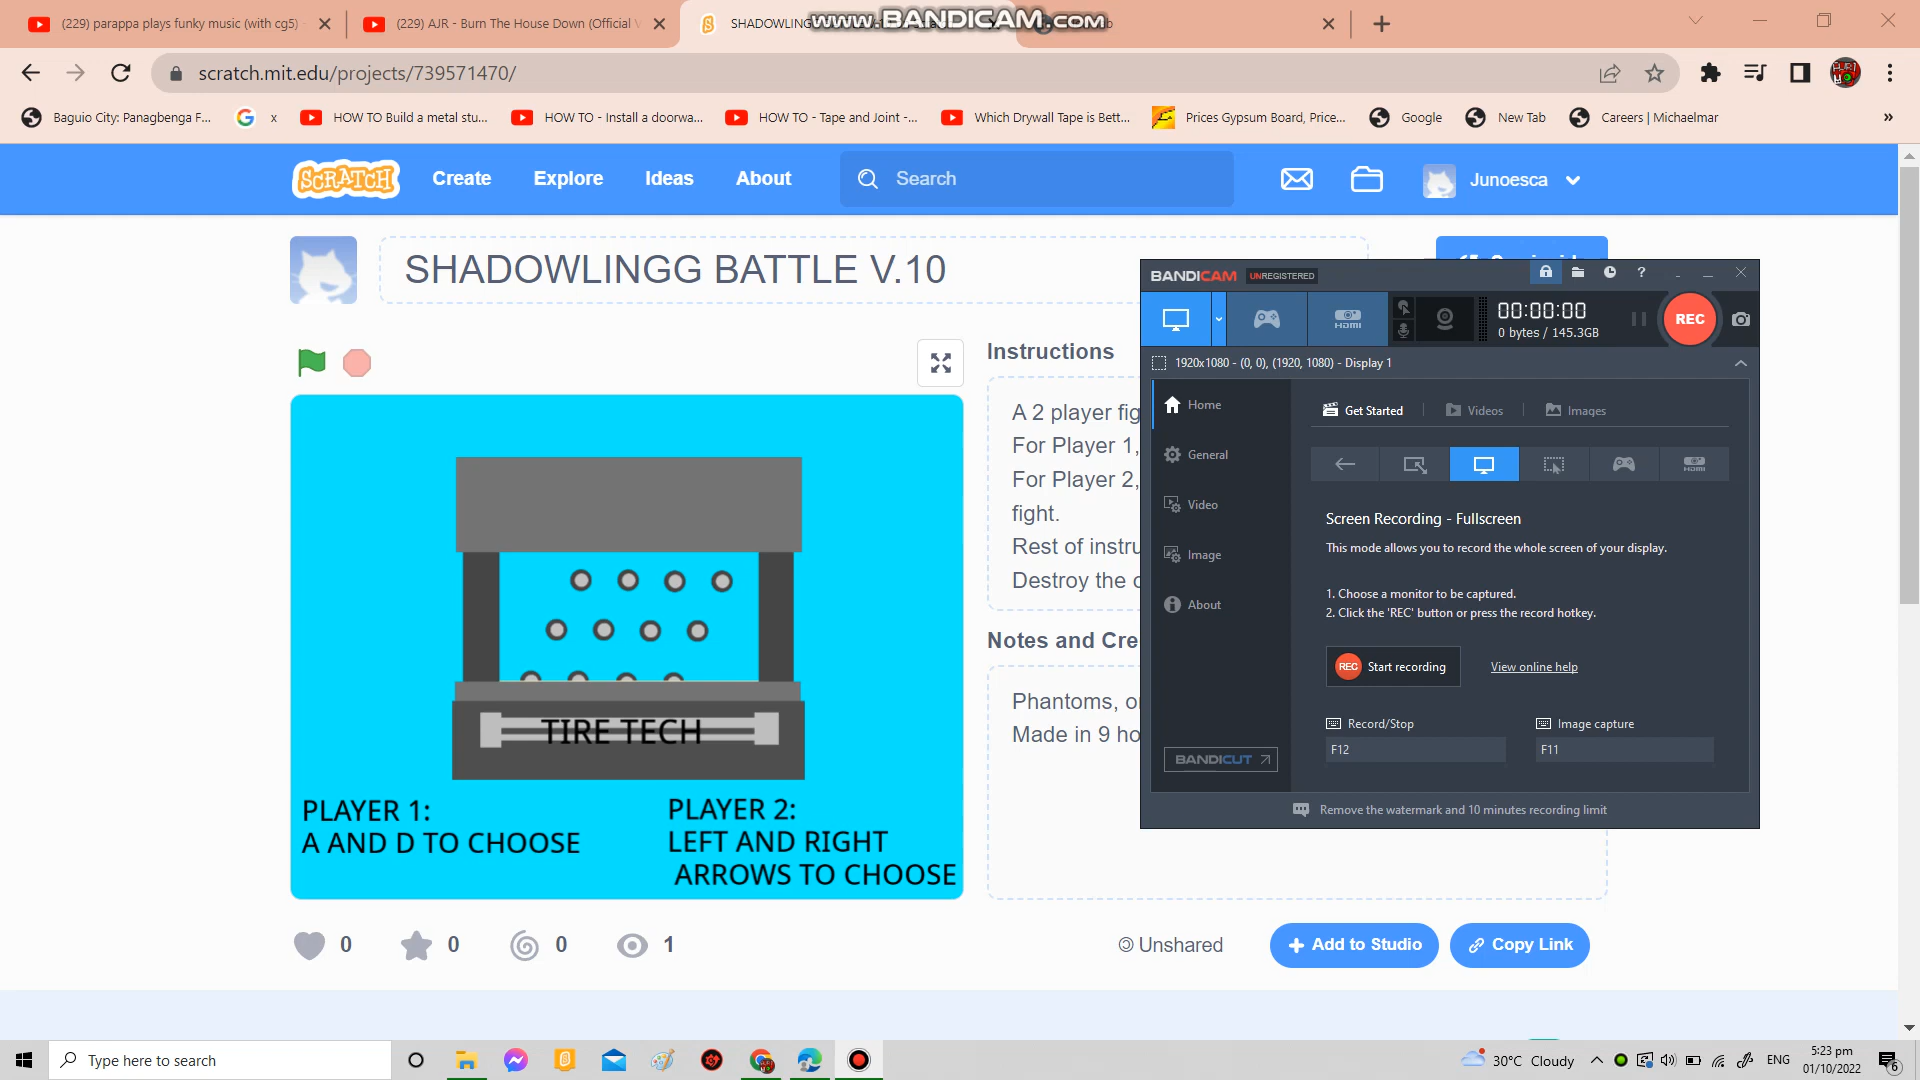 (229) parappa plays funky music (with cg5)
(229) AJR - Burn The House Down (Official
SHADOWLING
WWW.BANDICAM.COM
scratch.mit.edu/projects/739571470/
Baguio City: Panagbenga F...
x
HOW TO Build a metal stu...
HOW TO - Install a doorwa...
HOW TO - Tape and Joint -...
Which Drywall Tape is Bett...
Prices Gypsum Board, Price...
Google
New Tab
Careers | Michaelmar
»
SCRATCH
Create
Explore
Ideas
About
Search
Junoesca
SHADOWLINGG BATTLE V.10
Instructions
A 2 player fig
For Player 1,
For Player 2,
fight.
Rest of instru
Destroy the
Notes and Cre
Phantoms, o
Made in 9 ho
TIRE TECH
PLAYER 1:
A AND D TO CHOOSE
PLAYER 2:
LEFT AND RIGHT
ARROWS TO CHOOSE
BANDICAM UNREGISTERED
?
HDMI
00:00:00
0 bytes / 145.3GB
REC
1920x1080 - (0, 0), (1920, 1080) - Display 1
Home
General
Video
Image
About
BANDICUT
Get Started
Videos
Images
HDMI
Screen Recording - Fullscreen
This mode allows you to record the whole screen of your display.
1. Choose a monitor to be captured.
2. Click the 'REC' button or press the record hotkey.
REC Start recording
View online help
Record/Stop
F12
Image capture
F11
Remove the watermark and 10 minutes recording limit
0
0
0
1
Unshared
Add to Studio
Copy Link
Type here to search
30°C Cloudy
ENG
5:23 pm
01/10/2022
6